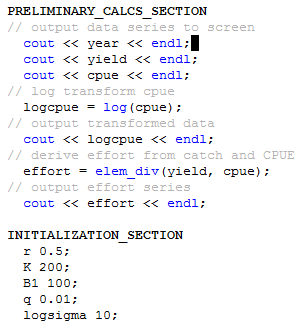 PRELIMINARY_CALCS_SECTION
// output data series to screen
cout << year << endl;
cout << yield << endl;
cout << cpue << endl;
// log transform cpue
logcpue = log(cpue);
// output transformed data
cout << logcpue << endl;
// derive effort from catch and CPUE
effort = elem_div(yield, cpue);
// output effort series
cout << effort << endl;
INITIALIZATION_SECTION
r 0.5;
K 200;
B1 100;
q 0.01;
logsigma 10;